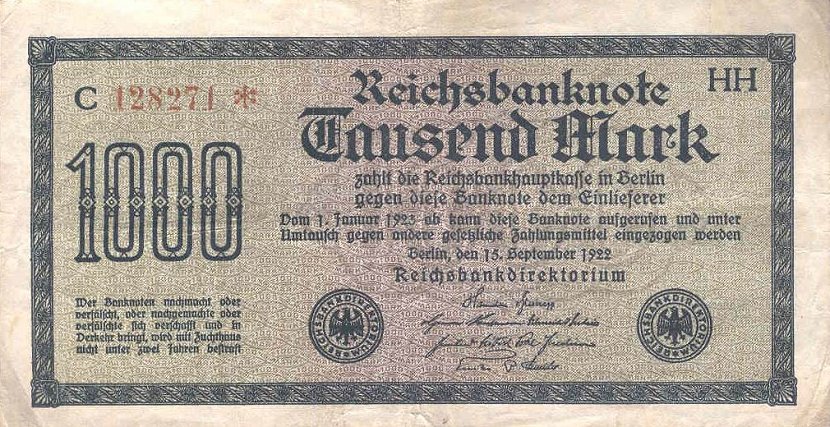 C 128271 *
HH
Reichsbanknote
Tausend Mark
1000
zahlt die Reichsbankhauptkasse in Berlin
gegen diese Banknote dem Einlieferer
Vom 1. Januar 1923 ab kann diese Banknote aufgerufen und unter
Umtausch gegen andere gesetzliche Zahlungsmittel eingezogen werden
Berlin, den 15. September 1922
Reichsbankdirektorium
Wer Banknoten nachmacht oder
verfälscht, oder nachgemachte oder
verfälschte sich verschafft und in
Verkehr bringt, wird mit Zuchthaus
nicht unter zwei Jahren bestraft
REICHSBANKDIREKTORIUM
REICHSBANKDIREKTORIUM